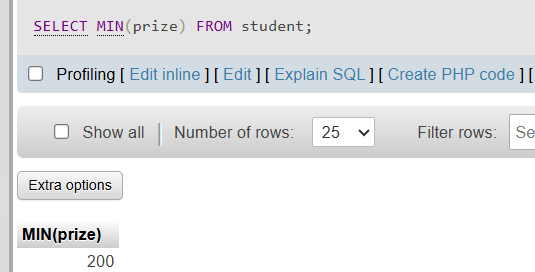 SELECT MIN(prize) FROM student;
Profiling [ Edit inline ] [ Edit ] [ Explain SQL ] [ Create PHP code ] [
Show all | Number of rows: 25 Filter rows: Se
Extra options
MIN(prize)
200